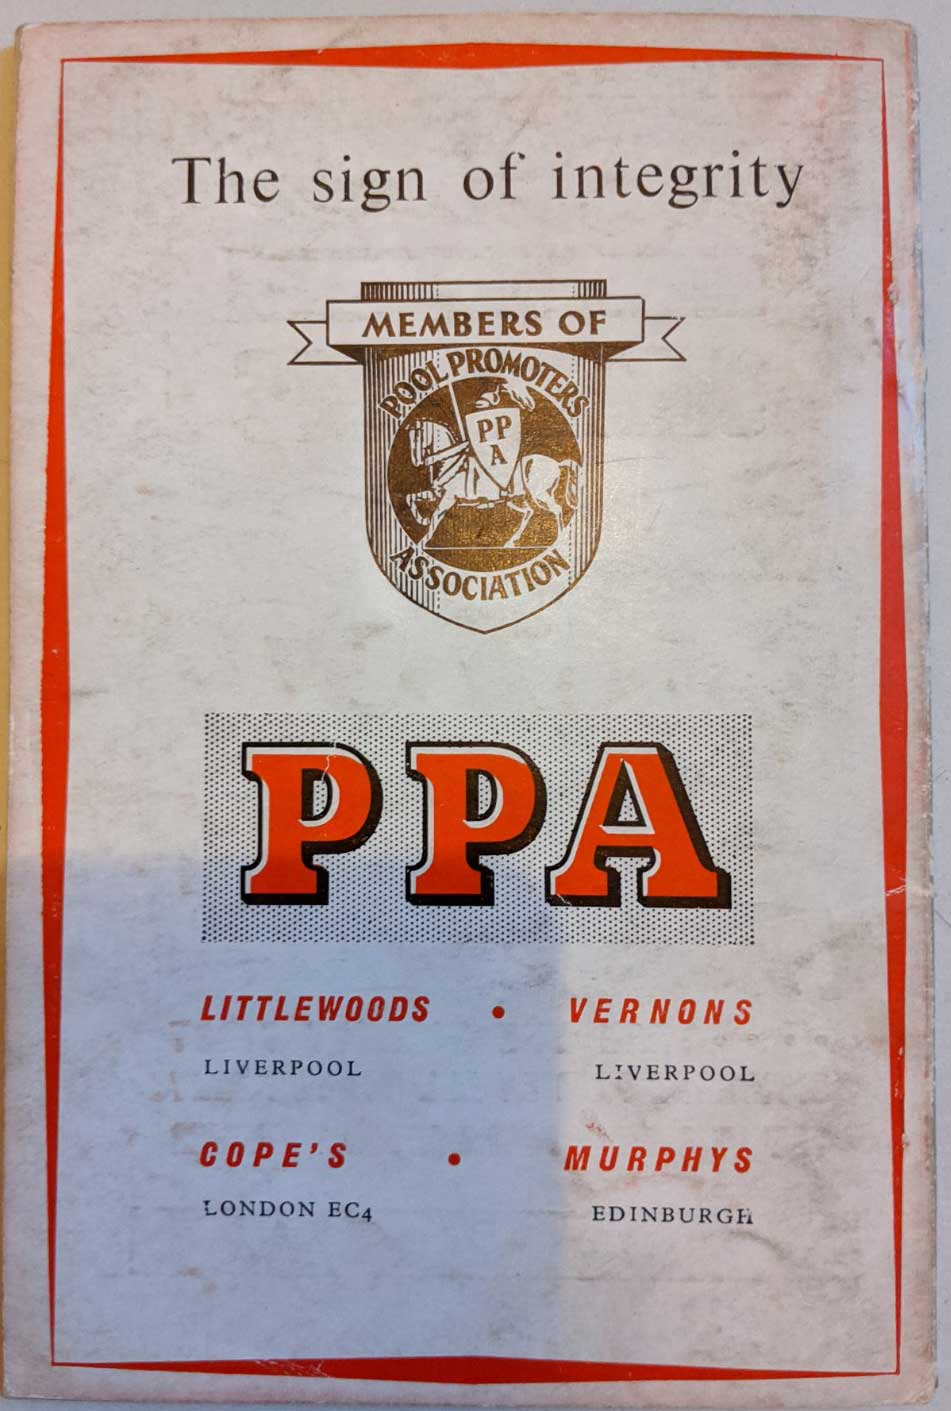 The sign of integrity
MEMBERS OF
POOL PROMOTERS
PP
A
ASSOCIATION
PPA
LITTLEWOODS • VERNONS
LIVERPOOL LIVERPOOL
COPE'S • MURPHYS
LONDON EC4 EDINBURGH